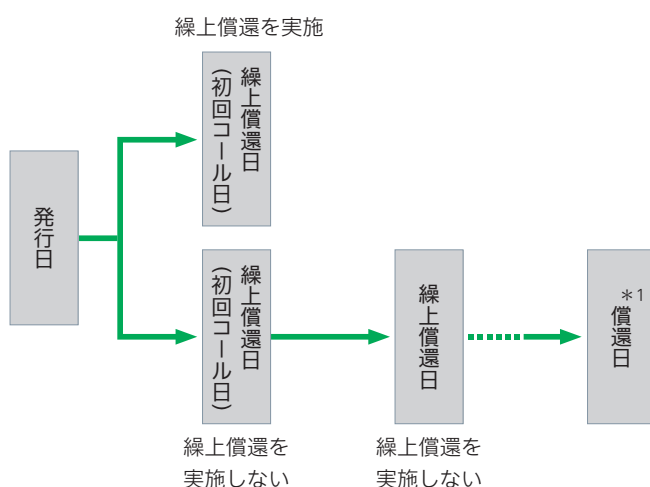 繰上償還を実施
繰上償還日
（初回コール日）
発行日
繰上償還日
（初回コール日）
繰上償還日
＊1
償還日
繰上償還を
実施しない
繰上償還を
実施しない